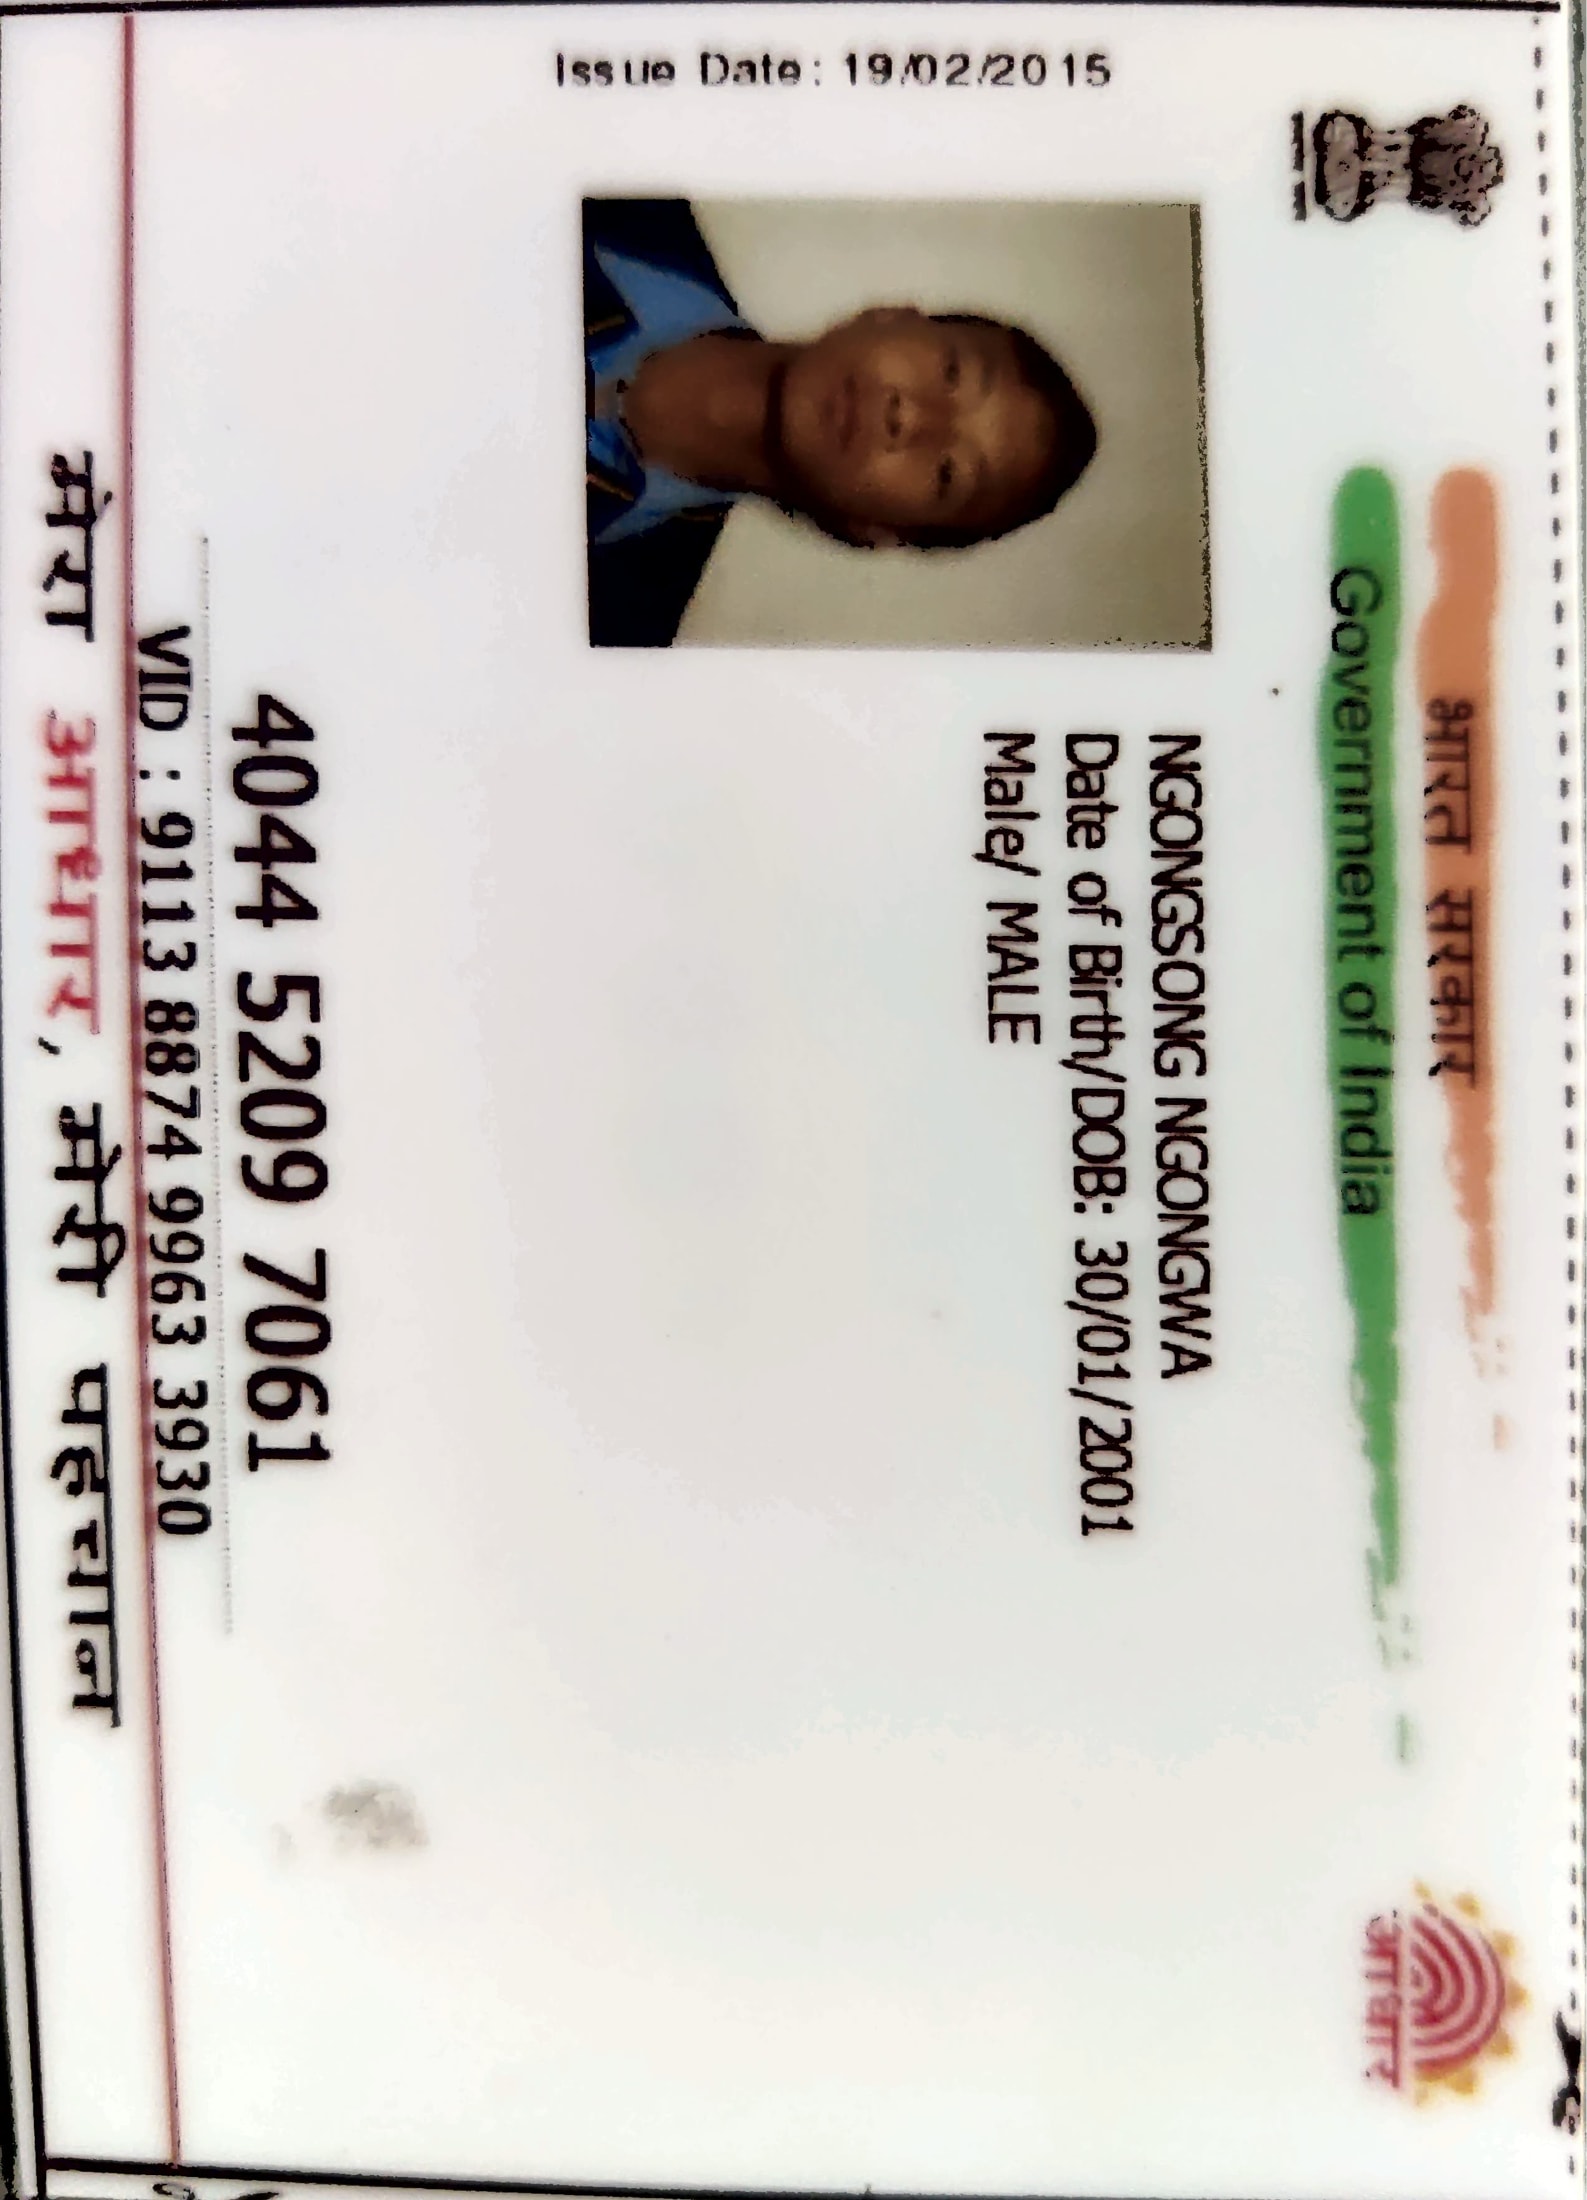 भारत सरकार
Government of India
आधार
Issue Date: 19/02/2015
NGONGSONG NGONGWA
Date of Birth/DOB: 30/01/2001
Male/ MALE
4044 5209 7061
VID : 9113 8874 9963 3930
मेरा आधार, मेरी पहचान